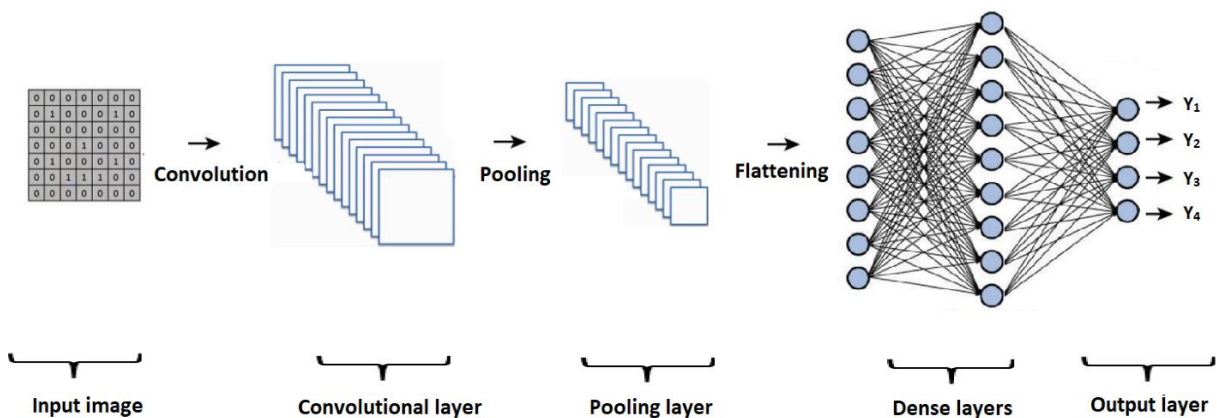 0 0 0 0 0 0 0
0 1 0 0 0 1 0
0 0 0 0 0 0 0
0 0 0 1 0 0 0
0 1 0 0 0 1 0
0 0 1 1 1 0 0
0 0 0 0 0 0 0
Convolution
Pooling
Flattening
Y1
Y2
Y3
Y4
Input image
Convolutional layer
Pooling layer
Dense layers
Output layer